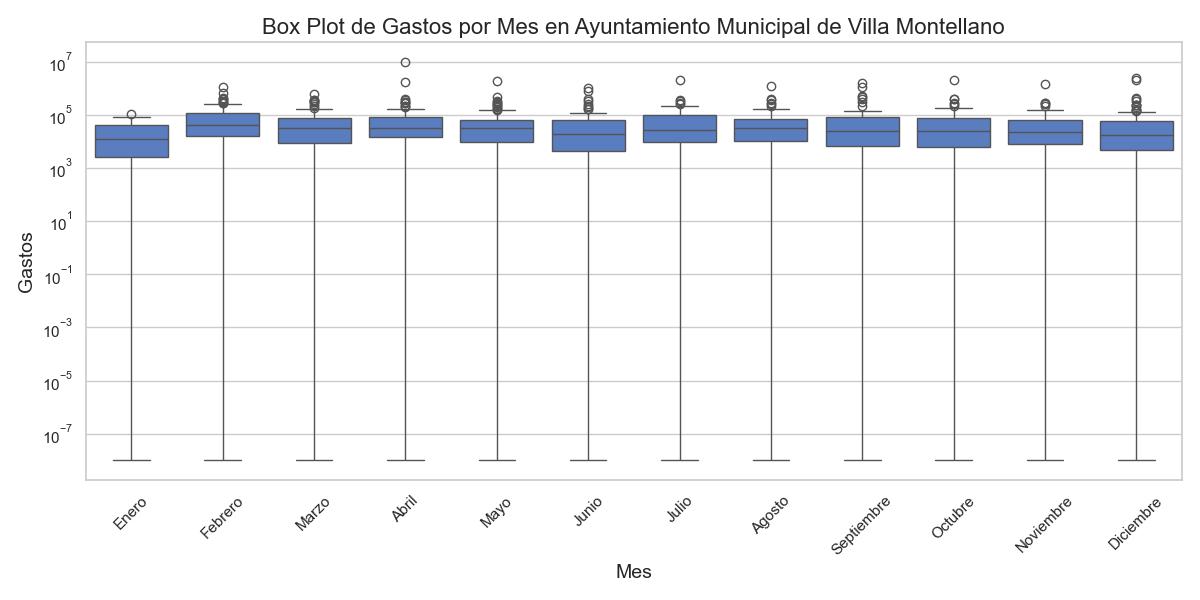 Box Plot de Gastos por Mes en Ayuntamiento Municipal de Villa Montellano
10^7
10^5
10^3
10^1
10^−1
10^−3
10^−5
10^−7
Gastos
Enero
Febrero
Marzo
Abril
Mayo
Junio
Julio
Agosto
Septiembre
Octubre
Noviembre
Diciembre
Mes